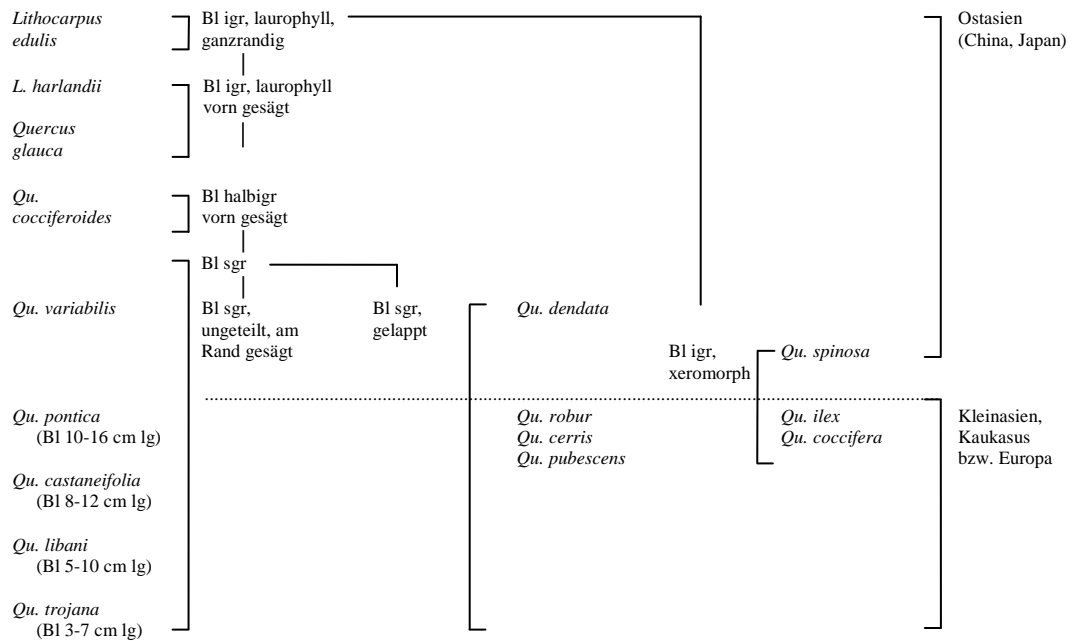 Lithocarpus
edulis
Bl igr, laurophyll,
ganzrandig
Ostasien
(China, Japan)
L. harlandii
Bl igr, laurophyll
vorn gesägt
Quercus
glauca
Qu.
cocciferoides
Bl halbigr
vorn gesägt
Bl sgr
Qu. variabilis
Bl sgr,
ungeteilt, am
Rand gesägt
Bl sgr,
gelappt
Qu. dendata
Bl igr,
xeromorph
Qu. spinosa
Qu. pontica
(Bl 10-16 cm lg)
Qu. robur
Qu. cerris
Qu. pubescens
Qu. ilex
Qu. coccifera
Kleinasien,
Kaukasus
bzw. Europa
Qu. castaneifolia
(Bl 8-12 cm lg)
Qu. libani
(Bl 5-10 cm lg)
Qu. trojana
(Bl 3-7 cm lg)